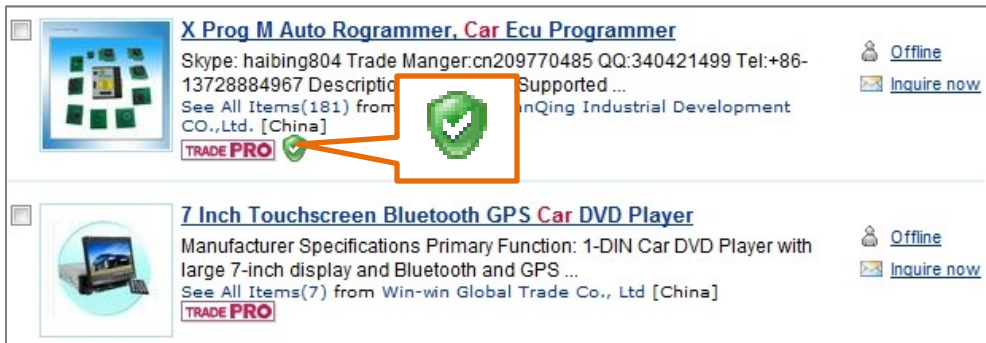 X Prog M Auto Rogrammer, Car Ecu Programmer
Skype: haibing804 Trade Manger:cn209770485 QQ:340421499 Tel:+86-
13728884967 Supported ...
See All Items(181) from Industrial Development
CO.,Ltd. [China]
TRADE PRO
Offline
Inquire now
7 Inch Touchscreen Bluetooth GPS Car DVD Player
Manufacturer Specifications Primary Function: 1-DIN Car DVD Player with
large 7-inch display and Bluetooth and GPS ...
See All Items(7) from Win-win Global Trade Co., Ltd [China]
TRADE PRO
Offline
Inquire now